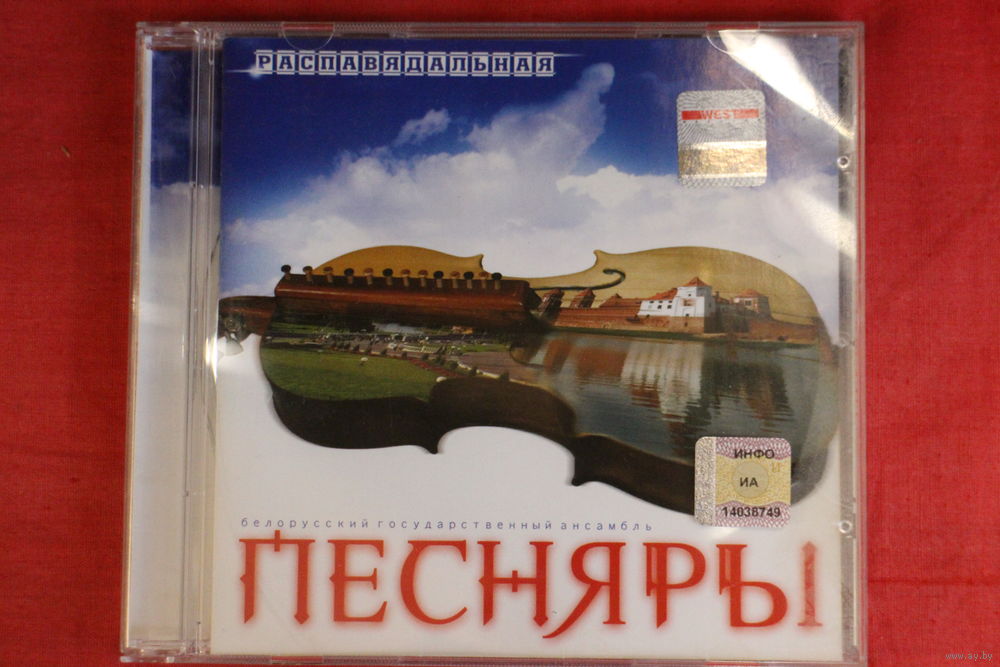 РАСПАВЯДАЛЬНАЯ
WEST
ИНФО
ИА
14038749
белорусский государственный ансамбль
ПЕСНЯРЫ
www.ay.by